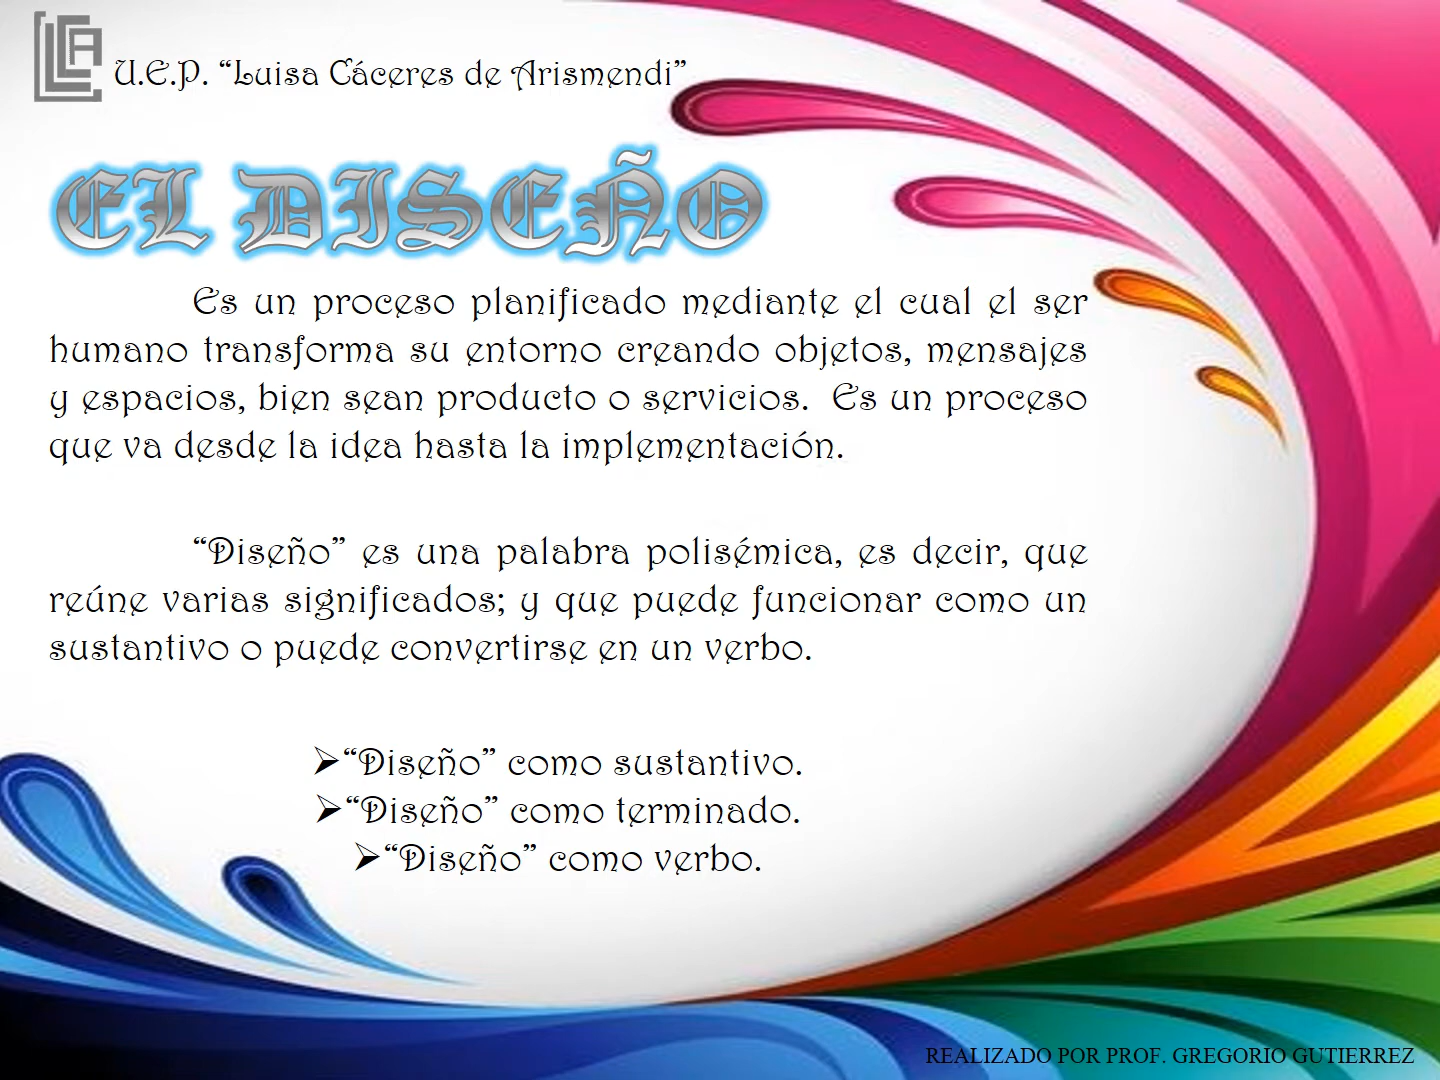 LCA
U.E.P. “Luisa Cáceres de Arismendi”
EL DISEÑO
Es un proceso planificado mediante el cual el ser
humano transforma su entorno creando objetos, mensajes
y espacios, bien sean producto o servicios. Es un proceso
que va desde la idea hasta la implementación.
“Diseño” es una palabra polisémica, es decir, que
reúne varias significados; y que puede funcionar como un
sustantivo o puede convertirse en un verbo.
➢“Diseño” como sustantivo.
➢“Diseño” como terminado.
➢“Diseño” como verbo.
REALIZADO POR PROF. GREGORIO GUTIERREZ